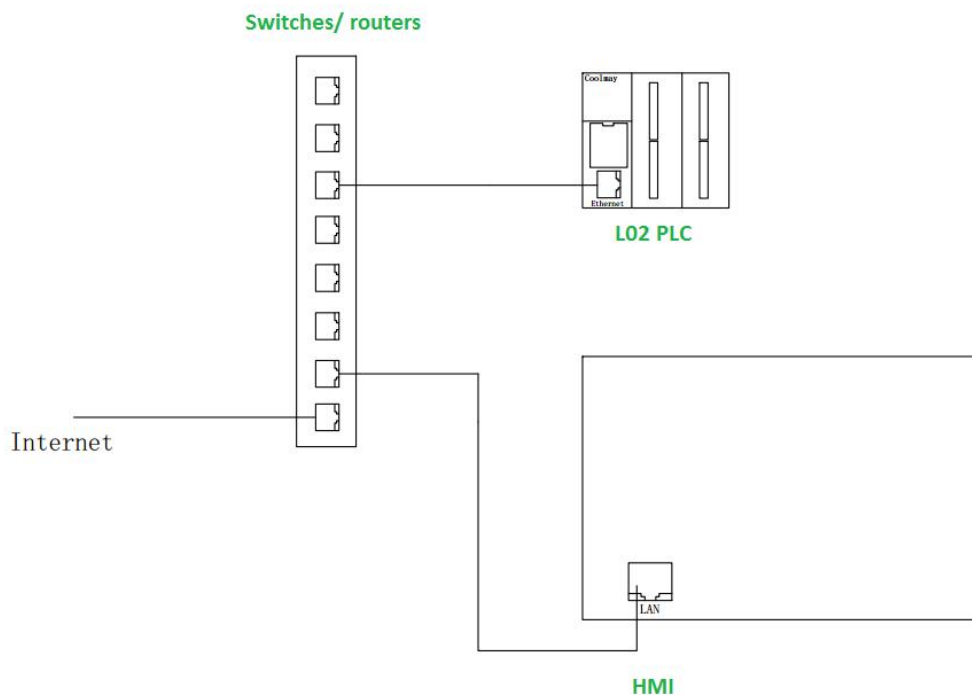 Switches/ routers
Coolmay
Ethernet
L02 PLC
Internet
LAN
HMI